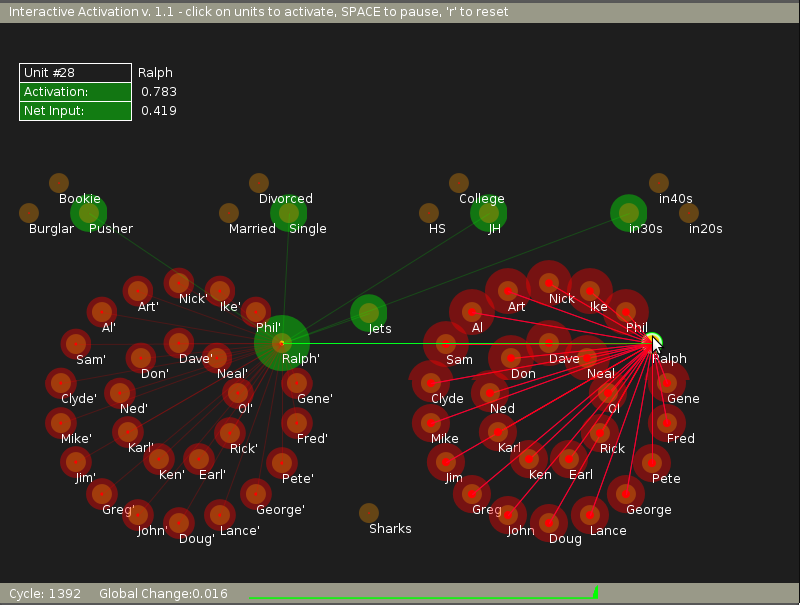 Interactive Activation v. 1.1 - click on units to activate, SPACE to pause, 'r' to reset
Unit #28 Ralph
Activation: 0.783
Net Input: 0.419
Bookie Divorced College in40s
Burglar Pusher Married Single HS JH in30s in20s
Nick' Nick
Art' Ike' Art Ike
Al' Phil' Jets Al Phil
Sam' Dave' Ralph' Sam Dave Ralph
Don' Neal' Don Neal
Clyde' Gene' Clyde Gene
Ned' Ol' Ned Ol
Mike' Fred' Mike Fred
Karl' Rick' Karl Rick
Jim' Ken' Earl' Pete' Jim Ken Earl Pete
Greg' George' Greg George
John' Lance' Sharks John Lance
Doug' Doug
Cycle: 1392 Global Change:0.016